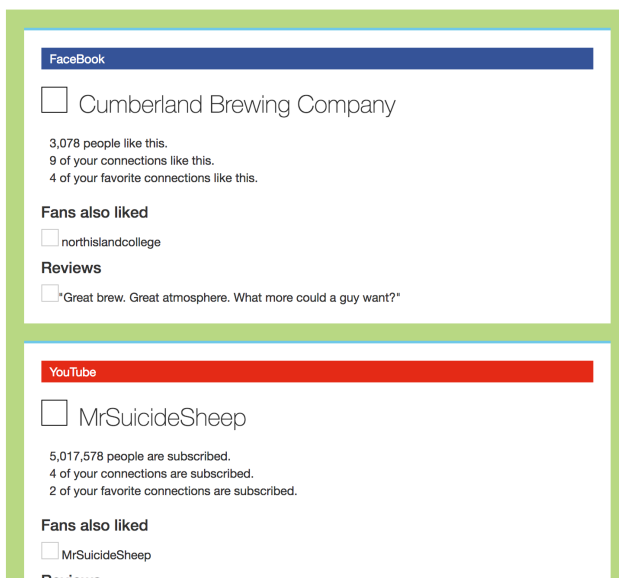 FaceBook
Cumberland Brewing Company
3,078 people like this.
9 of your connections like this.
4 of your favorite connections like this.
Fans also liked
northislandcollege
Reviews
"Great brew. Great atmosphere. What more could a guy want?"
YouTube
MrSuicideSheep
5,017,578 people are subscribed.
4 of your connections are subscribed.
2 of your favorite connections are subscribed.
Fans also liked
MrSuicideSheep
Reviews